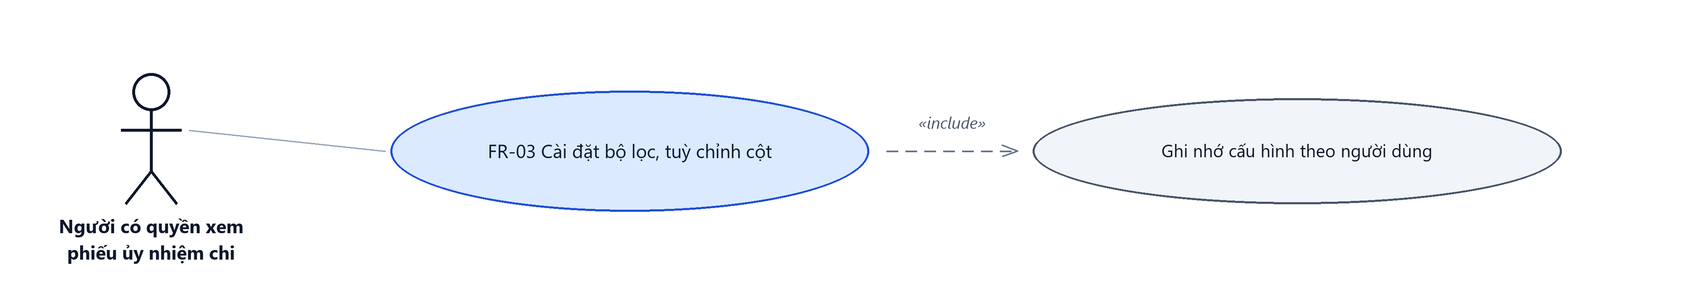 «include»
FR-03 Cài đặt bộ lọc, tuỳ chỉnh cột
Ghi nhớ cấu hình theo người dùng
Người có quyền xem
phiếu ủy nhiệm chi